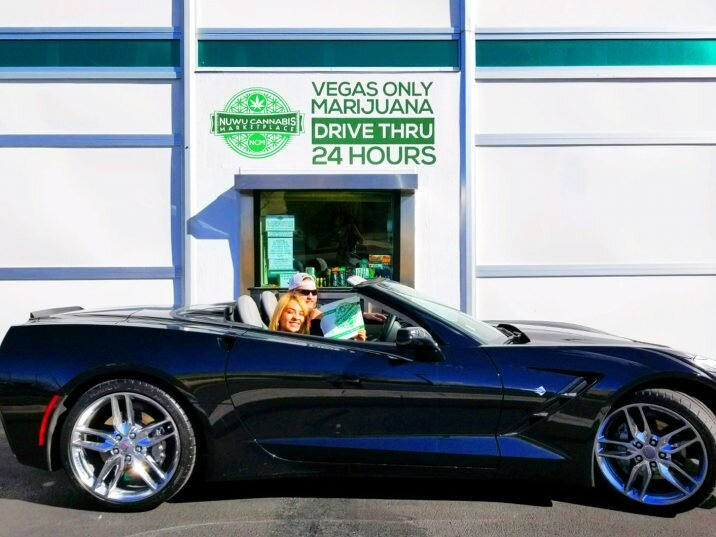 NUWU CANNABIS
MARKETPLACE
NCM
VEGAS ONLY
MARIJUANA
DRIVE THRU
24 HOURS